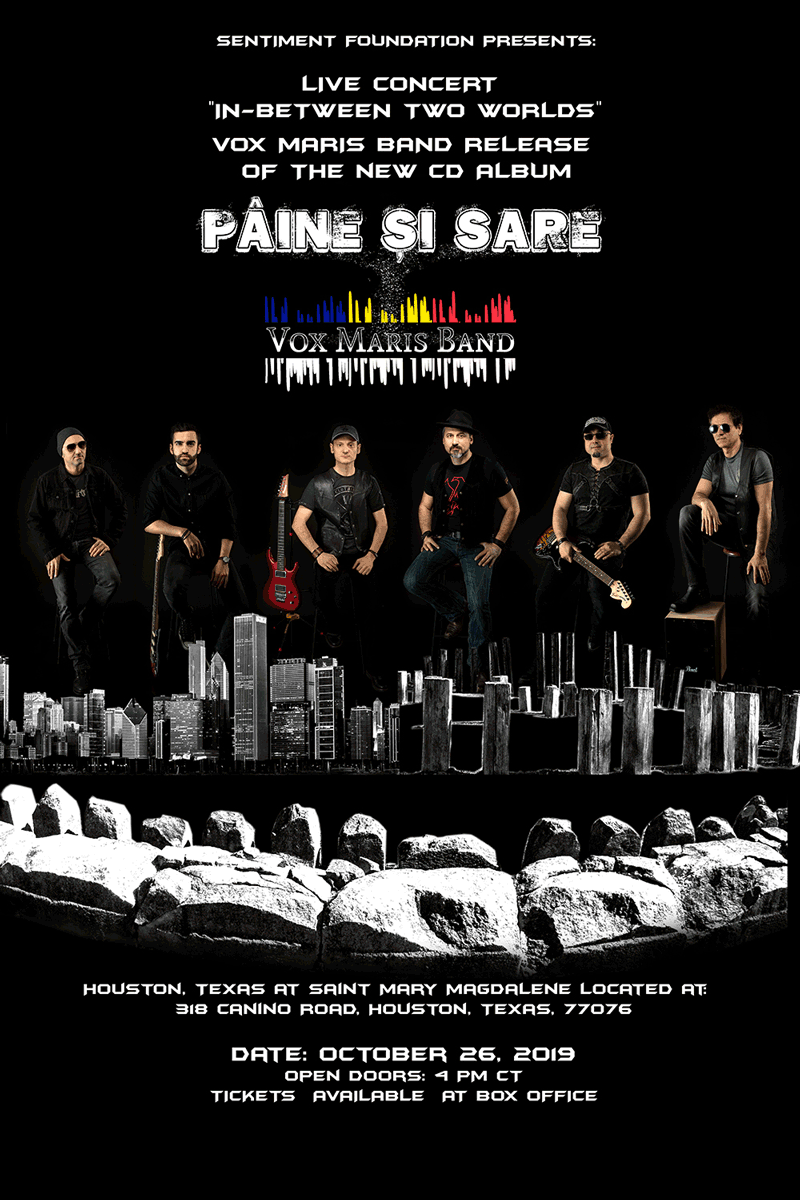 SENTIMENT FOUNDATION PRESENTS:
LIVE CONCERT
"IN-BETWEEN TWO WORLDS"
VOX MARIS BAND RELEASE
OF THE NEW CD ALBUM
PÂINE ȘI SARE
VOX MARIS BAND
Pearl
HOUSTON, TEXAS AT SAINT MARY MAGDALENE LOCATED AT:
318 CANINO ROAD, HOUSTON, TEXAS, 77076
DATE: OCTOBER 26, 2019
OPEN DOORS: 4 PM CT
TICKETS AVAILABLE AT BOX OFFICE